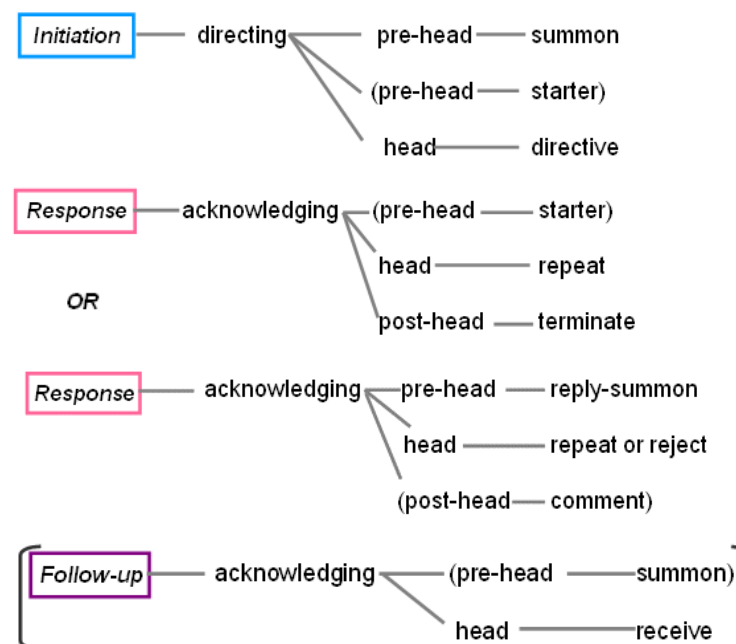 Initiation directing pre-head summon
(pre-head starter)
head directive
Response acknowledging (pre-head starter)
head repeat
OR
post-head terminate
Response acknowledging pre-head reply-summon
head repeat or reject
(post-head comment)
Follow-up acknowledging (pre-head summon)
head receive